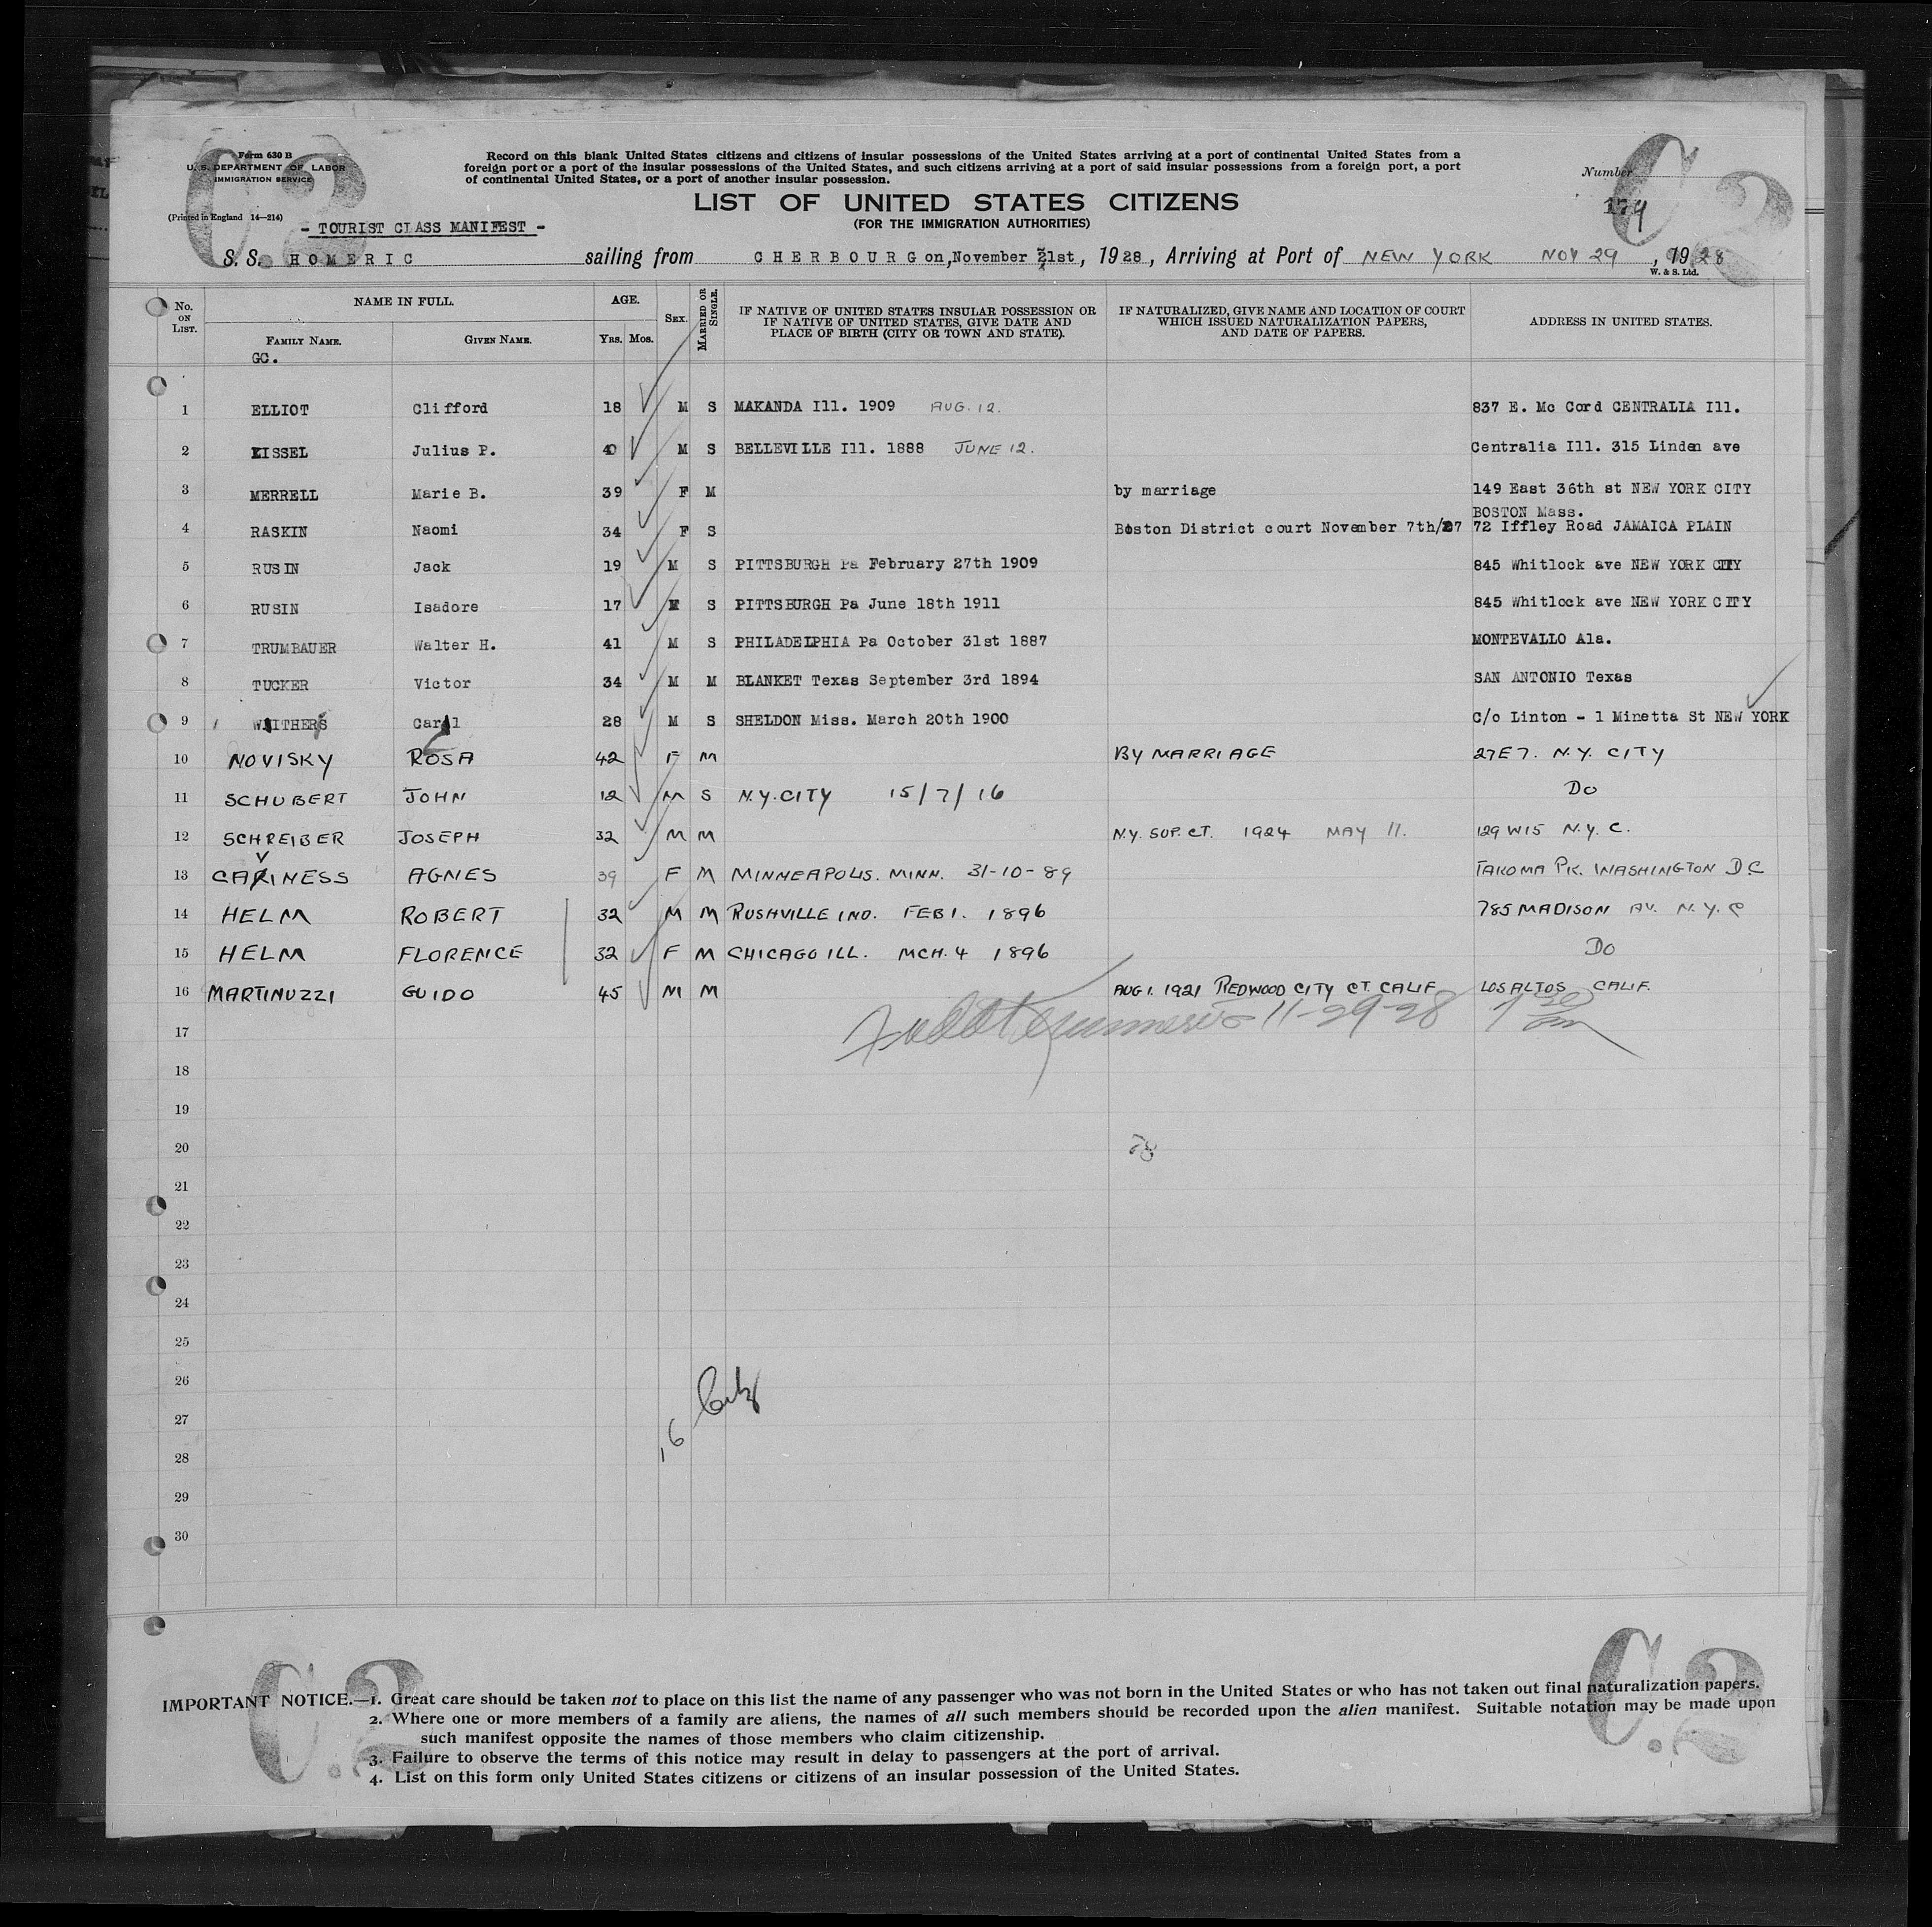 C2
C2
Form 630 B
U. S. DEPARTMENT OF LABOR
IMMIGRATION SERVICE
(Printed in England 14—214)
Record on this blank United States citizens and citizens of insular possessions of the United States arriving at a port of continental United States from a
foreign port or a port of the insular possessions of the United States, and such citizens arriving at a port of said insular possessions from a foreign port, a port
of continental United States, or a port of another insular possession.
Number
LIST OF UNITED STATES CITIZENS
(FOR THE IMMIGRATION AUTHORITIES)
- TOURIST CLASS MANIFEST -
S. S. HOMERIC sailing from CHERBOURG on, November 21st, 1928, Arriving at Port of NEW YORK NOV 29, 1928
W. & S. Ltd.
No. ON LIST. NAME IN FULL. AGE. SEX. MARRIED OR SINGLE. IF NATIVE OF UNITED STATES INSULAR POSSESSION OR IF NATIVE OF UNITED STATES, GIVE DATE AND PLACE OF BIRTH (CITY OR TOWN AND STATE). IF NATURALIZED, GIVE NAME AND LOCATION OF COURT WHICH ISSUED NATURALIZATION PAPERS, AND DATE OF PAPERS. ADDRESS IN UNITED STATES.
FAMILY NAME. GIVEN NAME. YRS. MOS.
GC.
1 ELLIOT Clifford 18 M S MAKANDA Ill. 1909 AUG. 12. 837 E. Mc Cord CENTRALIA Ill.
2 KISSEL Julius P. 40 M S BELLEVILLE Ill. 1888 JUNE 12. Centralia Ill. 315 Linden ave
3 MERRELL Marie B. 39 F M by marriage 149 East 36th st NEW YORK CITY
BOSTON Mass.
4 RASKIN Naomi 34 F S Boston District court November 7th/27 72 Iffley Road JAMAICA PLAIN
5 RUSIN Jack 19 M S PITTSBURGH Pa February 27th 1909 845 Whitlock ave NEW YORK CITY
6 RUSIN Isadore 17 M S PITTSBURGH Pa June 18th 1911 845 Whitlock ave NEW YORK CITY
7 TRUMBAUER Walter H. 41 M S PHILADELPHIA Pa October 31st 1887 MONTEVALLO Ala.
8 TUCKER Victor 34 M M BLANKET Texas September 3rd 1894 SAN ANTONIO Texas
9 28 M S SHELDON Miss. March 20th 1900 C/o Linton - 1 Minetta St NEW YORK
10 NOVISKY ROSA 42 F M BY MARRIAGE 27 E 7. N.Y. CITY
11 SCHUBERT JOHN 12 M S N.Y. CITY 15/7/16 DO
12 SCHREIBER JOSEPH 32 M M N.Y. SUP. CT. 1924 MAY 11. 129 W 15 N.Y.C.
13 AGNES 39 F M MINNEAPOLIS. MINN. 31-10-89 TAKOMA PK. WASHINGTON D.C
14 HELM ROBERT 32 M M RUSHVILLE IND. FEB 1. 1896 785 MADISON AV. N.Y.C
15 HELM FLORENCE 32 F M CHICAGO ILL. MCH. 4 1896 DO
16 MARTINUZZI GUIDO 45 M M AUG 1. 1921 REDWOOD CITY CT. CALIF LOS ALTOS CALIF.
11-29-28
17
18
19
20
21
22
23
24
25
26
27
28
29
30
16
C.2
C.2
IMPORTANT NOTICE.—1. Great care should be taken not to place on this list the name of any passenger who was not born in the United States or who has not taken out final naturalization papers.
2. Where one or more members of a family are aliens, the names of all such members should be recorded upon the alien manifest. Suitable notation may be made upon
such manifest opposite the names of those members who claim citizenship.
3. Failure to observe the terms of this notice may result in delay to passengers at the port of arrival.
4. List on this form only United States citizens or citizens of an insular possession of the United States.